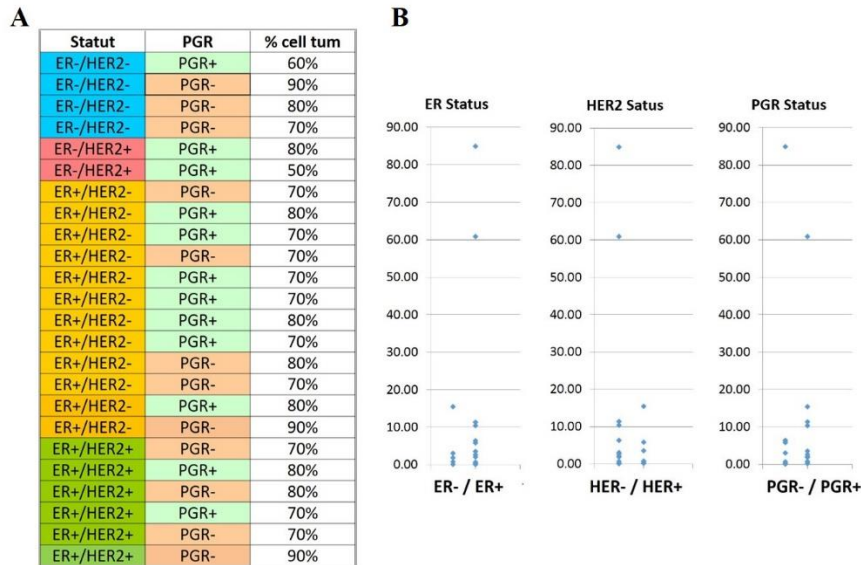 A
Statut PGR % cell tum
ER-/HER2- PGR+ 60%
ER-/HER2- PGR- 90%
ER-/HER2- PGR- 80%
ER-/HER2- PGR- 70%
ER-/HER2+ PGR+ 80%
ER-/HER2+ PGR+ 50%
ER+/HER2- PGR- 70%
ER+/HER2- PGR+ 80%
ER+/HER2- PGR+ 70%
ER+/HER2- PGR- 70%
ER+/HER2- PGR+ 70%
ER+/HER2- PGR+ 70%
ER+/HER2- PGR+ 80%
ER+/HER2- PGR+ 70%
ER+/HER2- PGR- 80%
ER+/HER2- PGR- 70%
ER+/HER2- PGR+ 80%
ER+/HER2- PGR- 90%
ER+/HER2+ PGR- 70%
ER+/HER2+ PGR+ 80%
ER+/HER2+ PGR- 80%
ER+/HER2+ PGR+ 70%
ER+/HER2+ PGR- 70%
ER+/HER2+ PGR- 90%
B
ER Status
90.00
80.00
70.00
60.00
50.00
40.00
30.00
20.00
10.00
0.00
ER- / ER+
HER2 Satus
90.00
80.00
70.00
60.00
50.00
40.00
30.00
20.00
10.00
0.00
HER- / HER+
PGR Status
90.00
80.00
70.00
60.00
50.00
40.00
30.00
20.00
10.00
0.00
PGR- / PGR+